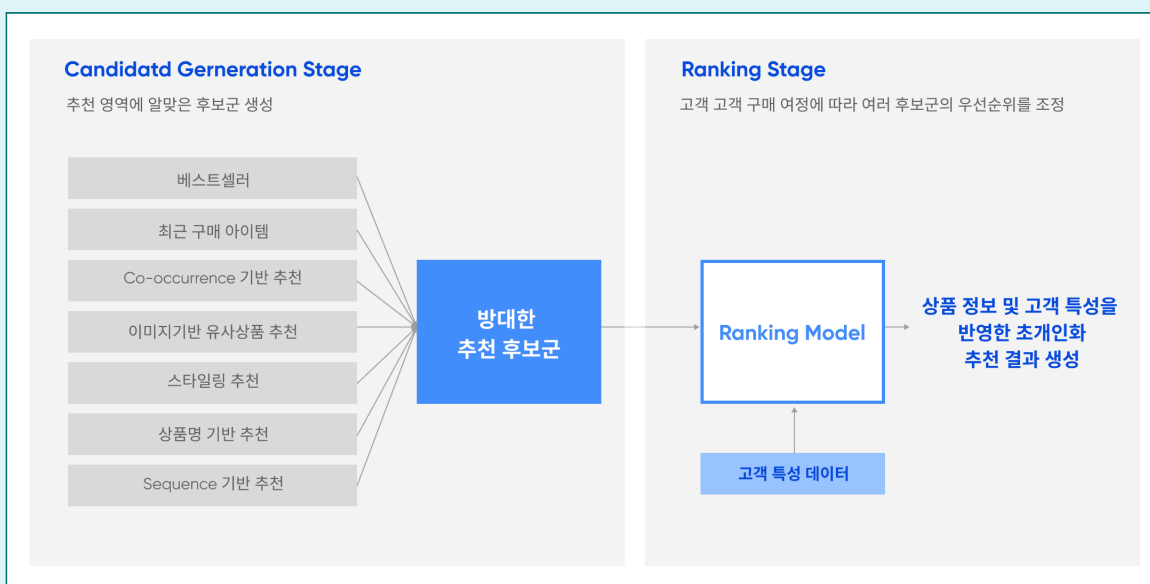 Candidatd Gerneration Stage
추천 영역에 알맞은 후보군 생성
베스트셀러
최근 구매 아이템
Co-occurrence 기반 추천
이미지기반 유사상품 추천
스타일링 추천
상품명 기반 추천
Sequence 기반 추천
방대한
추천 후보군
Ranking Stage
고객 고객 구매 여정에 따라 여러 후보군의 우선순위를 조정
Ranking Model
고객 특성 데이터
상품 정보 및 고객 특성을
반영한 초개인화
추천 결과 생성